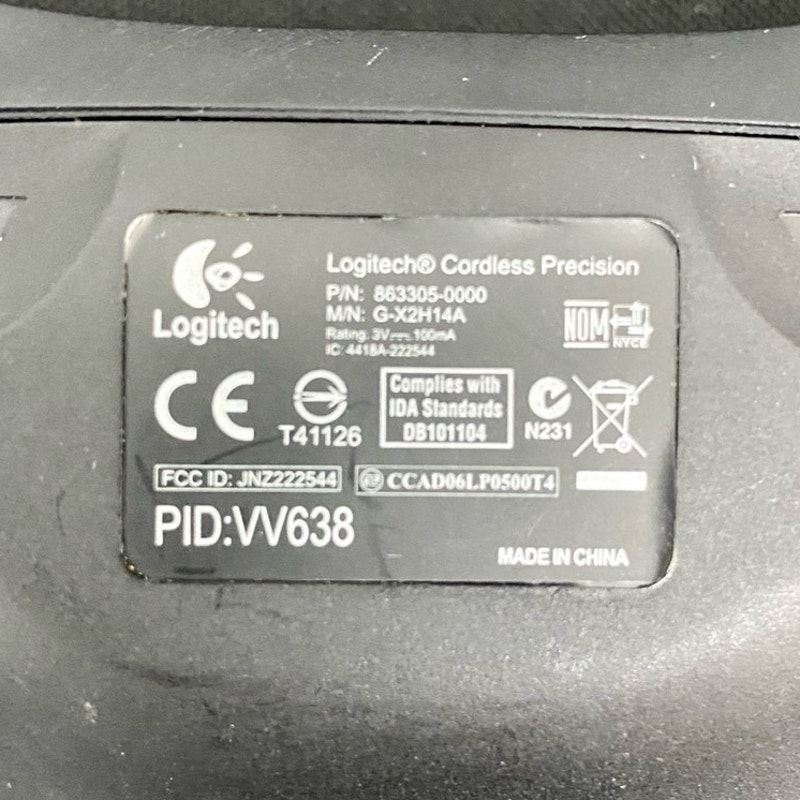 Logitech
Logitech® Cordless Precision
P/N: 863305-0000
M/N: G-X2H14A
Rating: 3V⎓100mA
IC: 4418A-222544
NOM
NYCE
CE
T41126
Complies with
IDA Standards
DB101104
N231
FCC ID: JNZ222544
CCAD06LP0500T4
PID:VV638
MADE IN CHINA